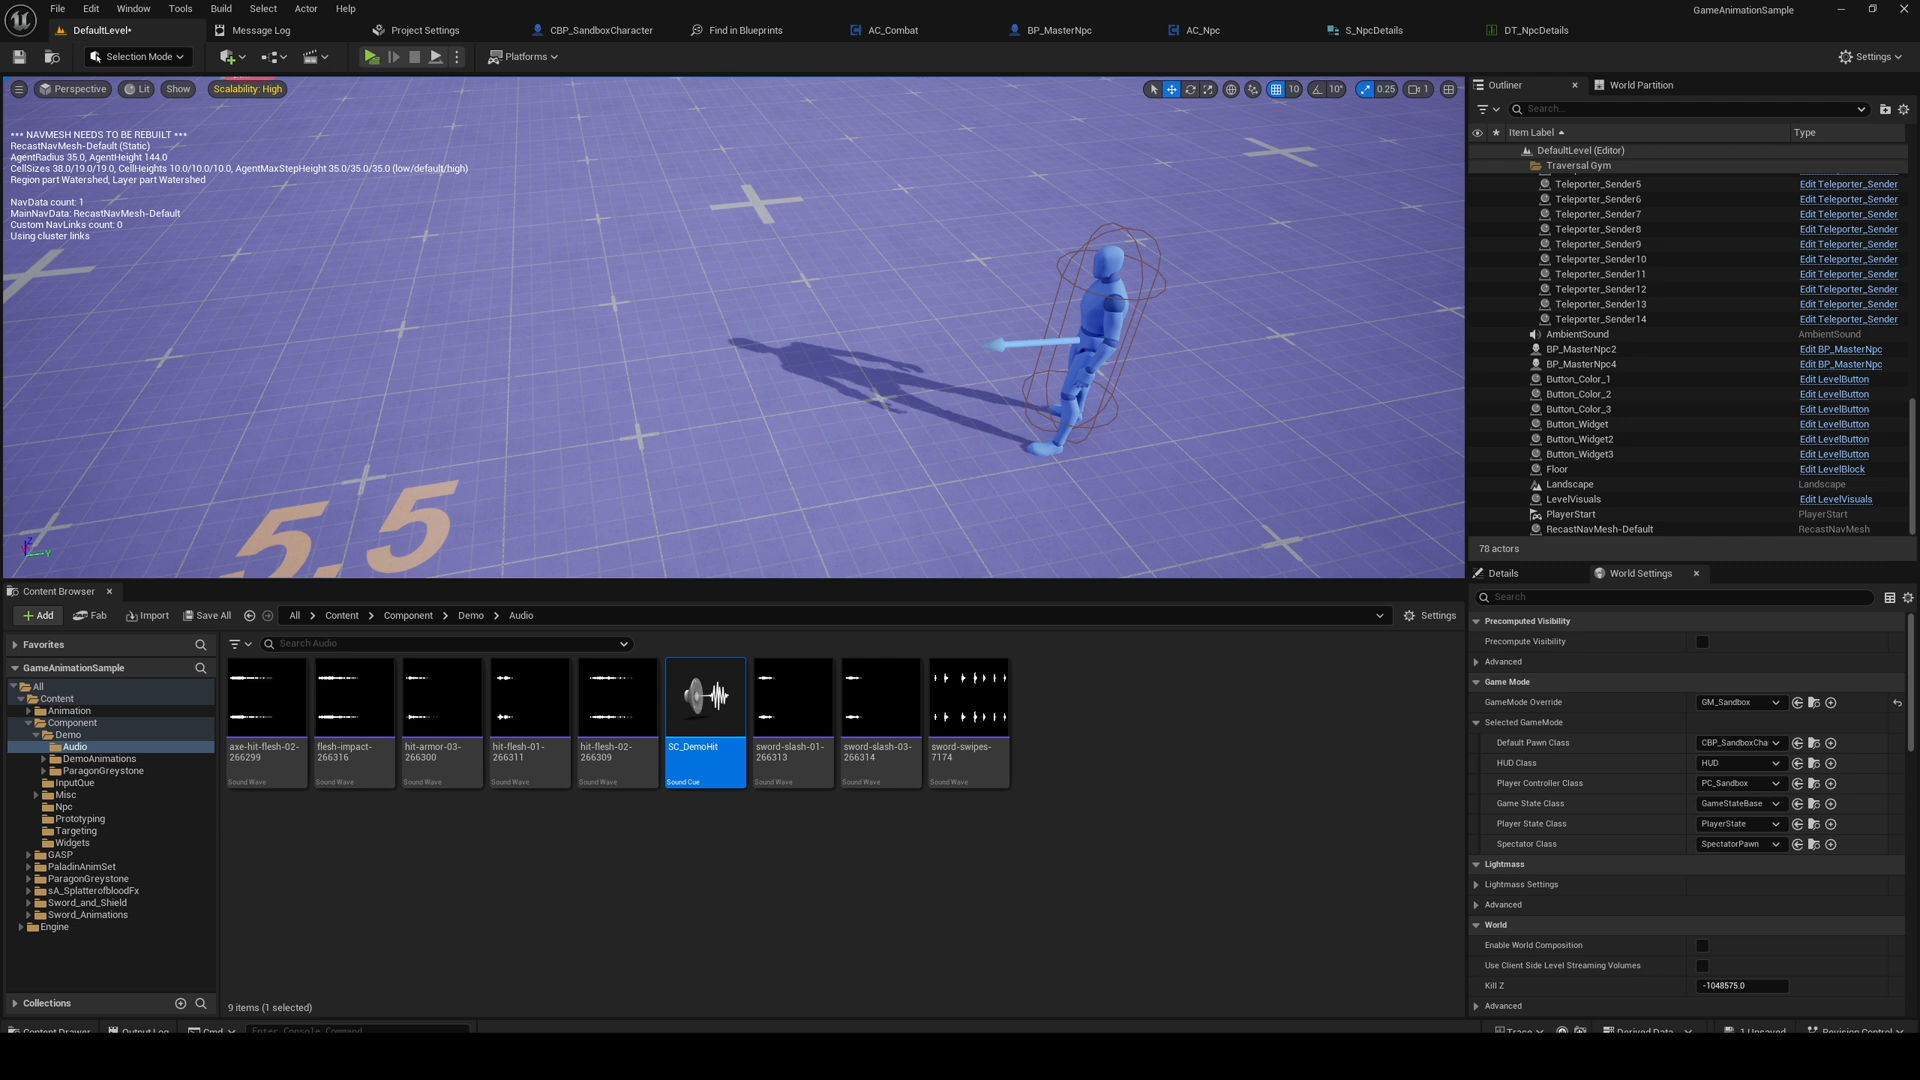 File Edit Window Tools Build Select Actor Help
GameAnimationSample
DefaultLevel•
Message Log
Project Settings
CBP_SandboxCharacter
Find in Blueprints
AC_Combat
BP_MasterNpc
AC_Npc
S_NpcDetails
DT_NpcDetails
Selection Mode
Platforms
Settings
Perspective
Lit
Show
Scalability: High
10
10°
0.25
1
*** NAVMESH NEEDS TO BE REBUILT ***
RecastNavMesh-Default (Static)
AgentRadius 35.0, AgentHeight 144.0
CellSizes 38.0/19.0/19.0, CellHeights 10.0/10.0/10.0, AgentMaxStepHeight 35.0/35.0/35.0 (low/default/high)
Region part Watershed, Layer part Watershed
NavData count: 1
MainNavData: RecastNavMesh-Default
Custom NavLinks count: 0
Using cluster links
5.5
Z
Y
Outliner
World Partition
Search...
Item Label
Type
DefaultLevel (Editor)
Traversal Gym
Teleporter_Sender5 Edit Teleporter_Sender
Teleporter_Sender6 Edit Teleporter_Sender
Teleporter_Sender7 Edit Teleporter_Sender
Teleporter_Sender8 Edit Teleporter_Sender
Teleporter_Sender9 Edit Teleporter_Sender
Teleporter_Sender10 Edit Teleporter_Sender
Teleporter_Sender11 Edit Teleporter_Sender
Teleporter_Sender12 Edit Teleporter_Sender
Teleporter_Sender13 Edit Teleporter_Sender
Teleporter_Sender14 Edit Teleporter_Sender
AmbientSound AmbientSound
BP_MasterNpc2 Edit BP_MasterNpc
BP_MasterNpc4 Edit BP_MasterNpc
Button_Color_1 Edit LevelButton
Button_Color_2 Edit LevelButton
Button_Color_3 Edit LevelButton
Button_Widget Edit LevelButton
Button_Widget2 Edit LevelButton
Button_Widget3 Edit LevelButton
Floor Edit LevelBlock
Landscape Landscape
LevelVisuals Edit LevelVisuals
PlayerStart PlayerStart
RecastNavMesh-Default RecastNavMesh
78 actors
Details
World Settings
Search
Precomputed Visibility
Precompute Visibility
Advanced
Game Mode
GameMode Override GM_Sandbox
Selected GameMode
Default Pawn Class CBP_SandboxCha
HUD Class HUD
Player Controller Class PC_Sandbox
Game State Class GameStateBase
Player State Class PlayerState
Spectator Class SpectatorPawn
Lightmass
Lightmass Settings
Advanced
World
Enable World Composition
Use Client Side Level Streaming Volumes
Kill Z -1048575.0
Advanced
Content Browser
Add
Fab
Import
Save All
All > Content > Component > Demo > Audio
Settings
Favorites
GameAnimationSample
All
Content
Animation
Component
Demo
Audio
DemoAnimations
ParagonGreystone
InputQue
Misc
Npc
Prototyping
Targeting
Widgets
GASP
PaladinAnimSet
ParagonGreystone
sA_SplatterofbloodFx
Sword_and_Shield
Sword_Animations
Engine
Collections
Search Audio
axe-hit-flesh-02-266299 Sound Wave
flesh-impact-266316 Sound Wave
hit-armor-03-266300 Sound Wave
hit-flesh-01-266311 Sound Wave
hit-flesh-02-266309 Sound Wave
SC_DemoHit Sound Cue
sword-slash-01-266313 Sound Wave
sword-slash-03-266314 Sound Wave
sword-swipes-7174 Sound Wave
9 items (1 selected)
Content Drawer
Output Log
Cmd
Enter Console Command
Trace
Derived Data
1 Unsaved
Revision Control